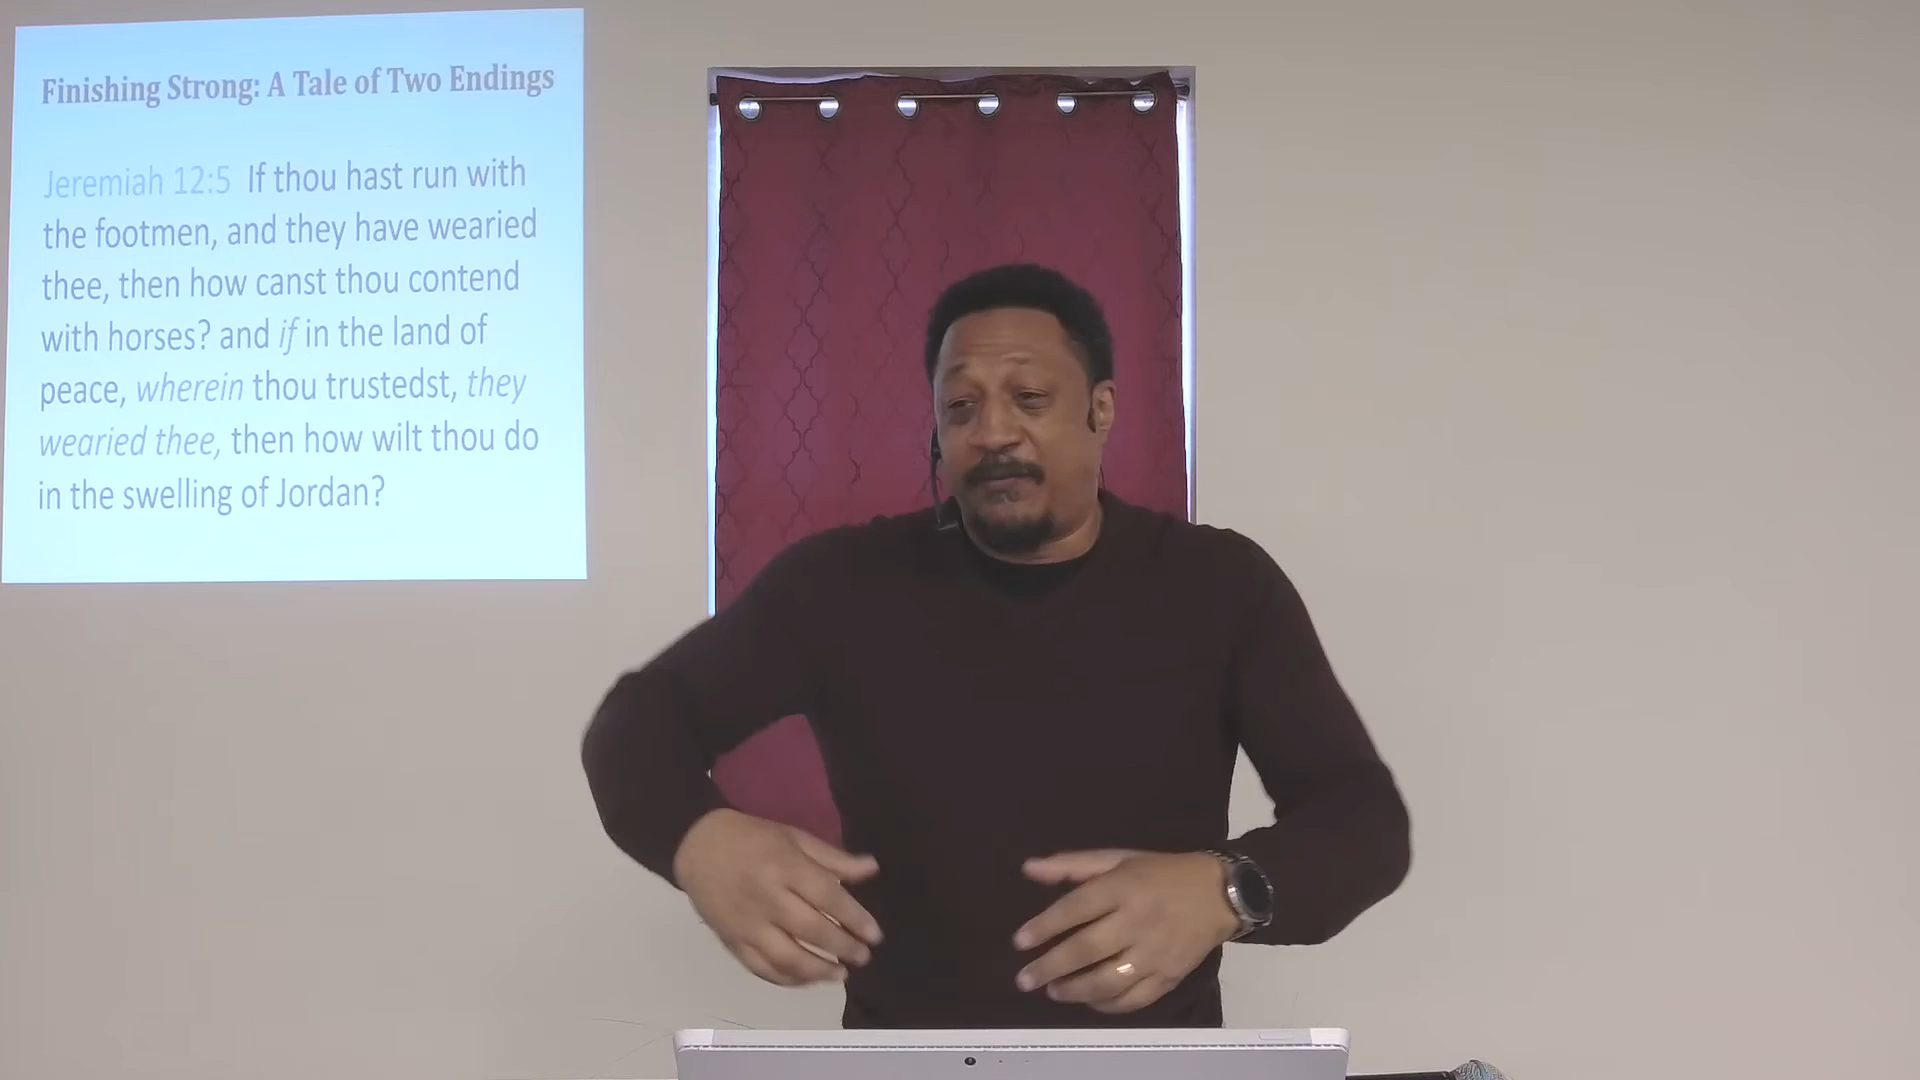 Finishing Strong: A Tale of Two Endings
Jeremiah 12:5 If thou hast run with
the footmen, and they have wearied
thee, then how canst thou contend
with horses? and if in the land of
peace, wherein thou trustedst, they
wearied thee, then how wilt thou do
in the swelling of Jordan?